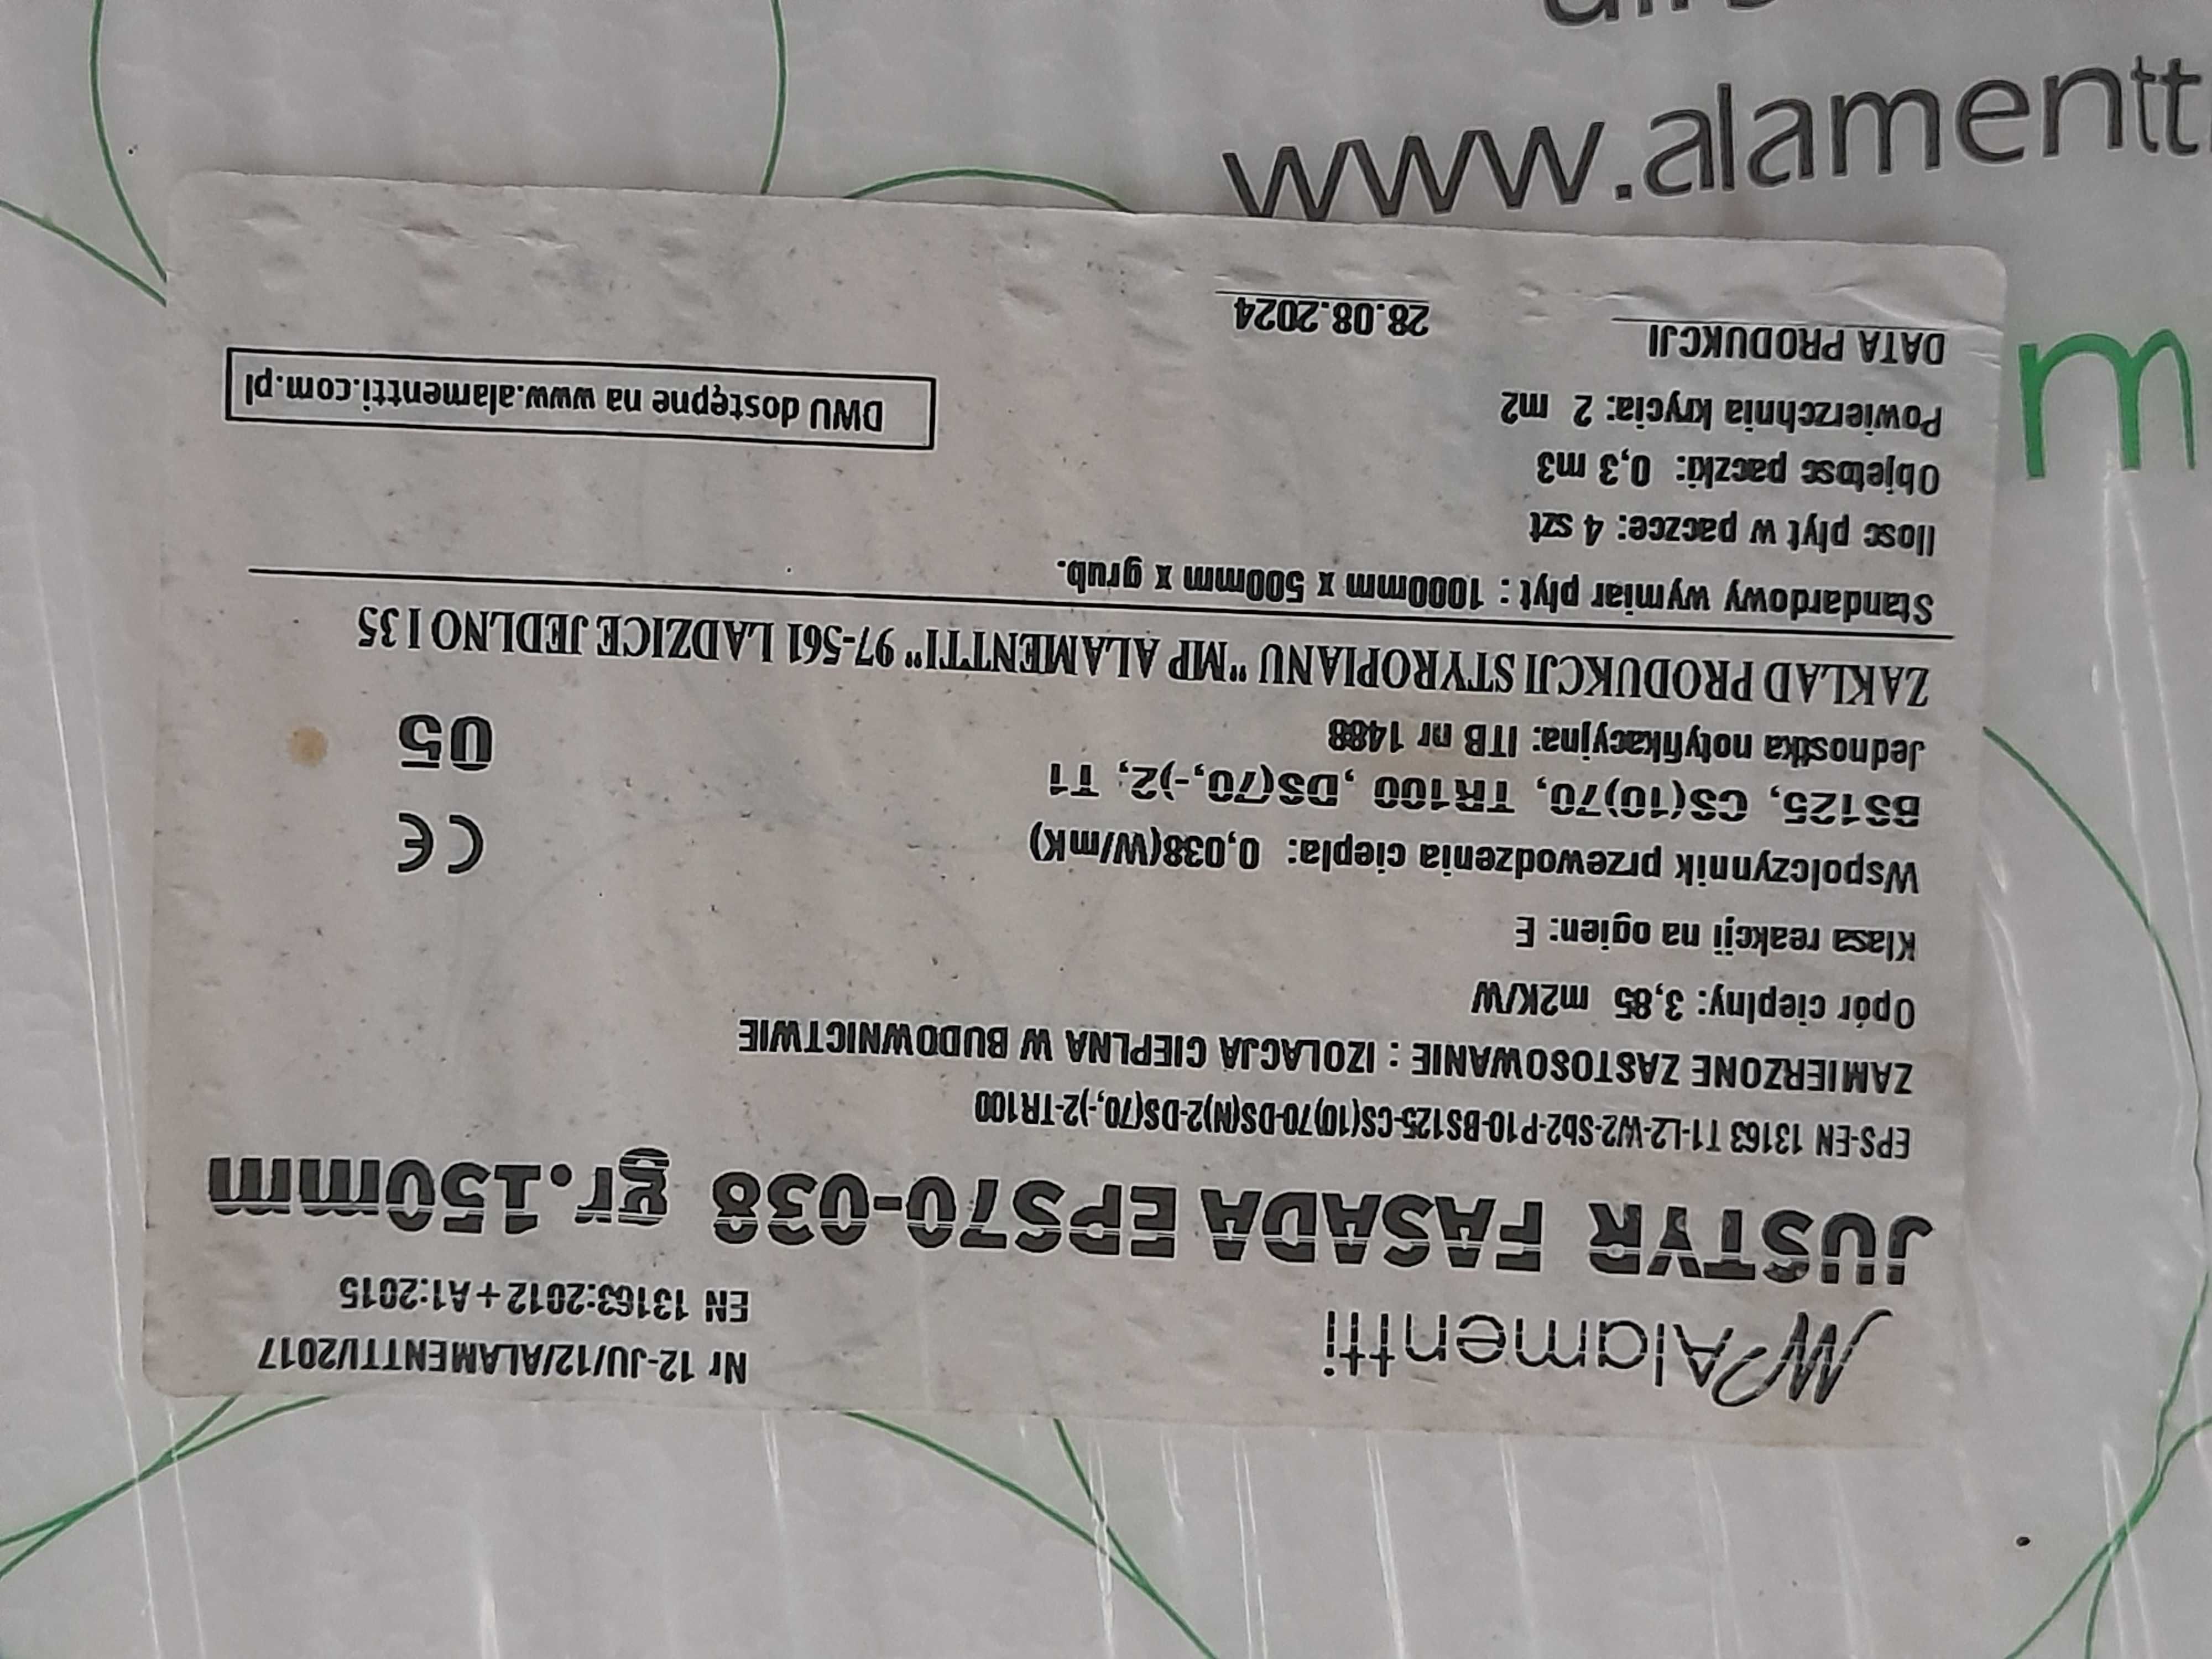 www.alamentt
m
MP Alamentti
Nr 12-JU/12/ALAMENTTI/2017
EN 13163:2012+A1:2015
JUSTYR FASADA EPS70-038 gr.150mm
EPS-EN 13163 T1-L2-W2-Sb2-P10-BS125-CS(10)70-DS(N)2-DS(70,-)2-TR100
ZAMIERZONE ZASTOSOWANIE : IZOLACJA CIEPLNA W BUDOWNICTWIE
Opór cieplny: 3,85 m2K/W
Klasa reakcji na ogien: E
Wspolczynnik przewodzenia ciepla: 0,038(W/mK)
BS125, CS(10)70, TR100 ,DS(70,-)2, T1
Jednostka notyfikacyjna: ITB nr 1488
CE
05
ZAKLAD PRODUKCJI STYROPIANU "MP ALAMENTTI" 97-561 LADZICE JEDLNO I 35
Standardowy wymiar plyt : 1000mm x 500mm x grub.
Ilosc plyt w paczce: 4 szt
Objetosc paczki: 0,3 m3
Powierzchnia krycia: 2 m2
DWU dostępne na www.alamentti.com.pl
DATA PRODUKCJI 28.08.2024